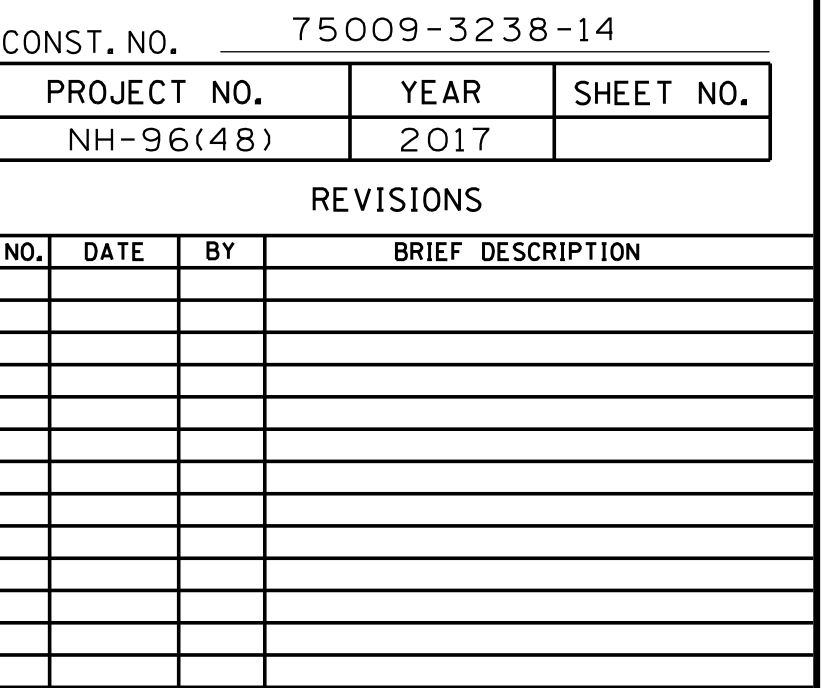 CONST. NO. 75009-3238-14
PROJECT NO. YEAR SHEET NO.
NH-96(48) 2017
REVISIONS
NO. DATE BY BRIEF DESCRIPTION